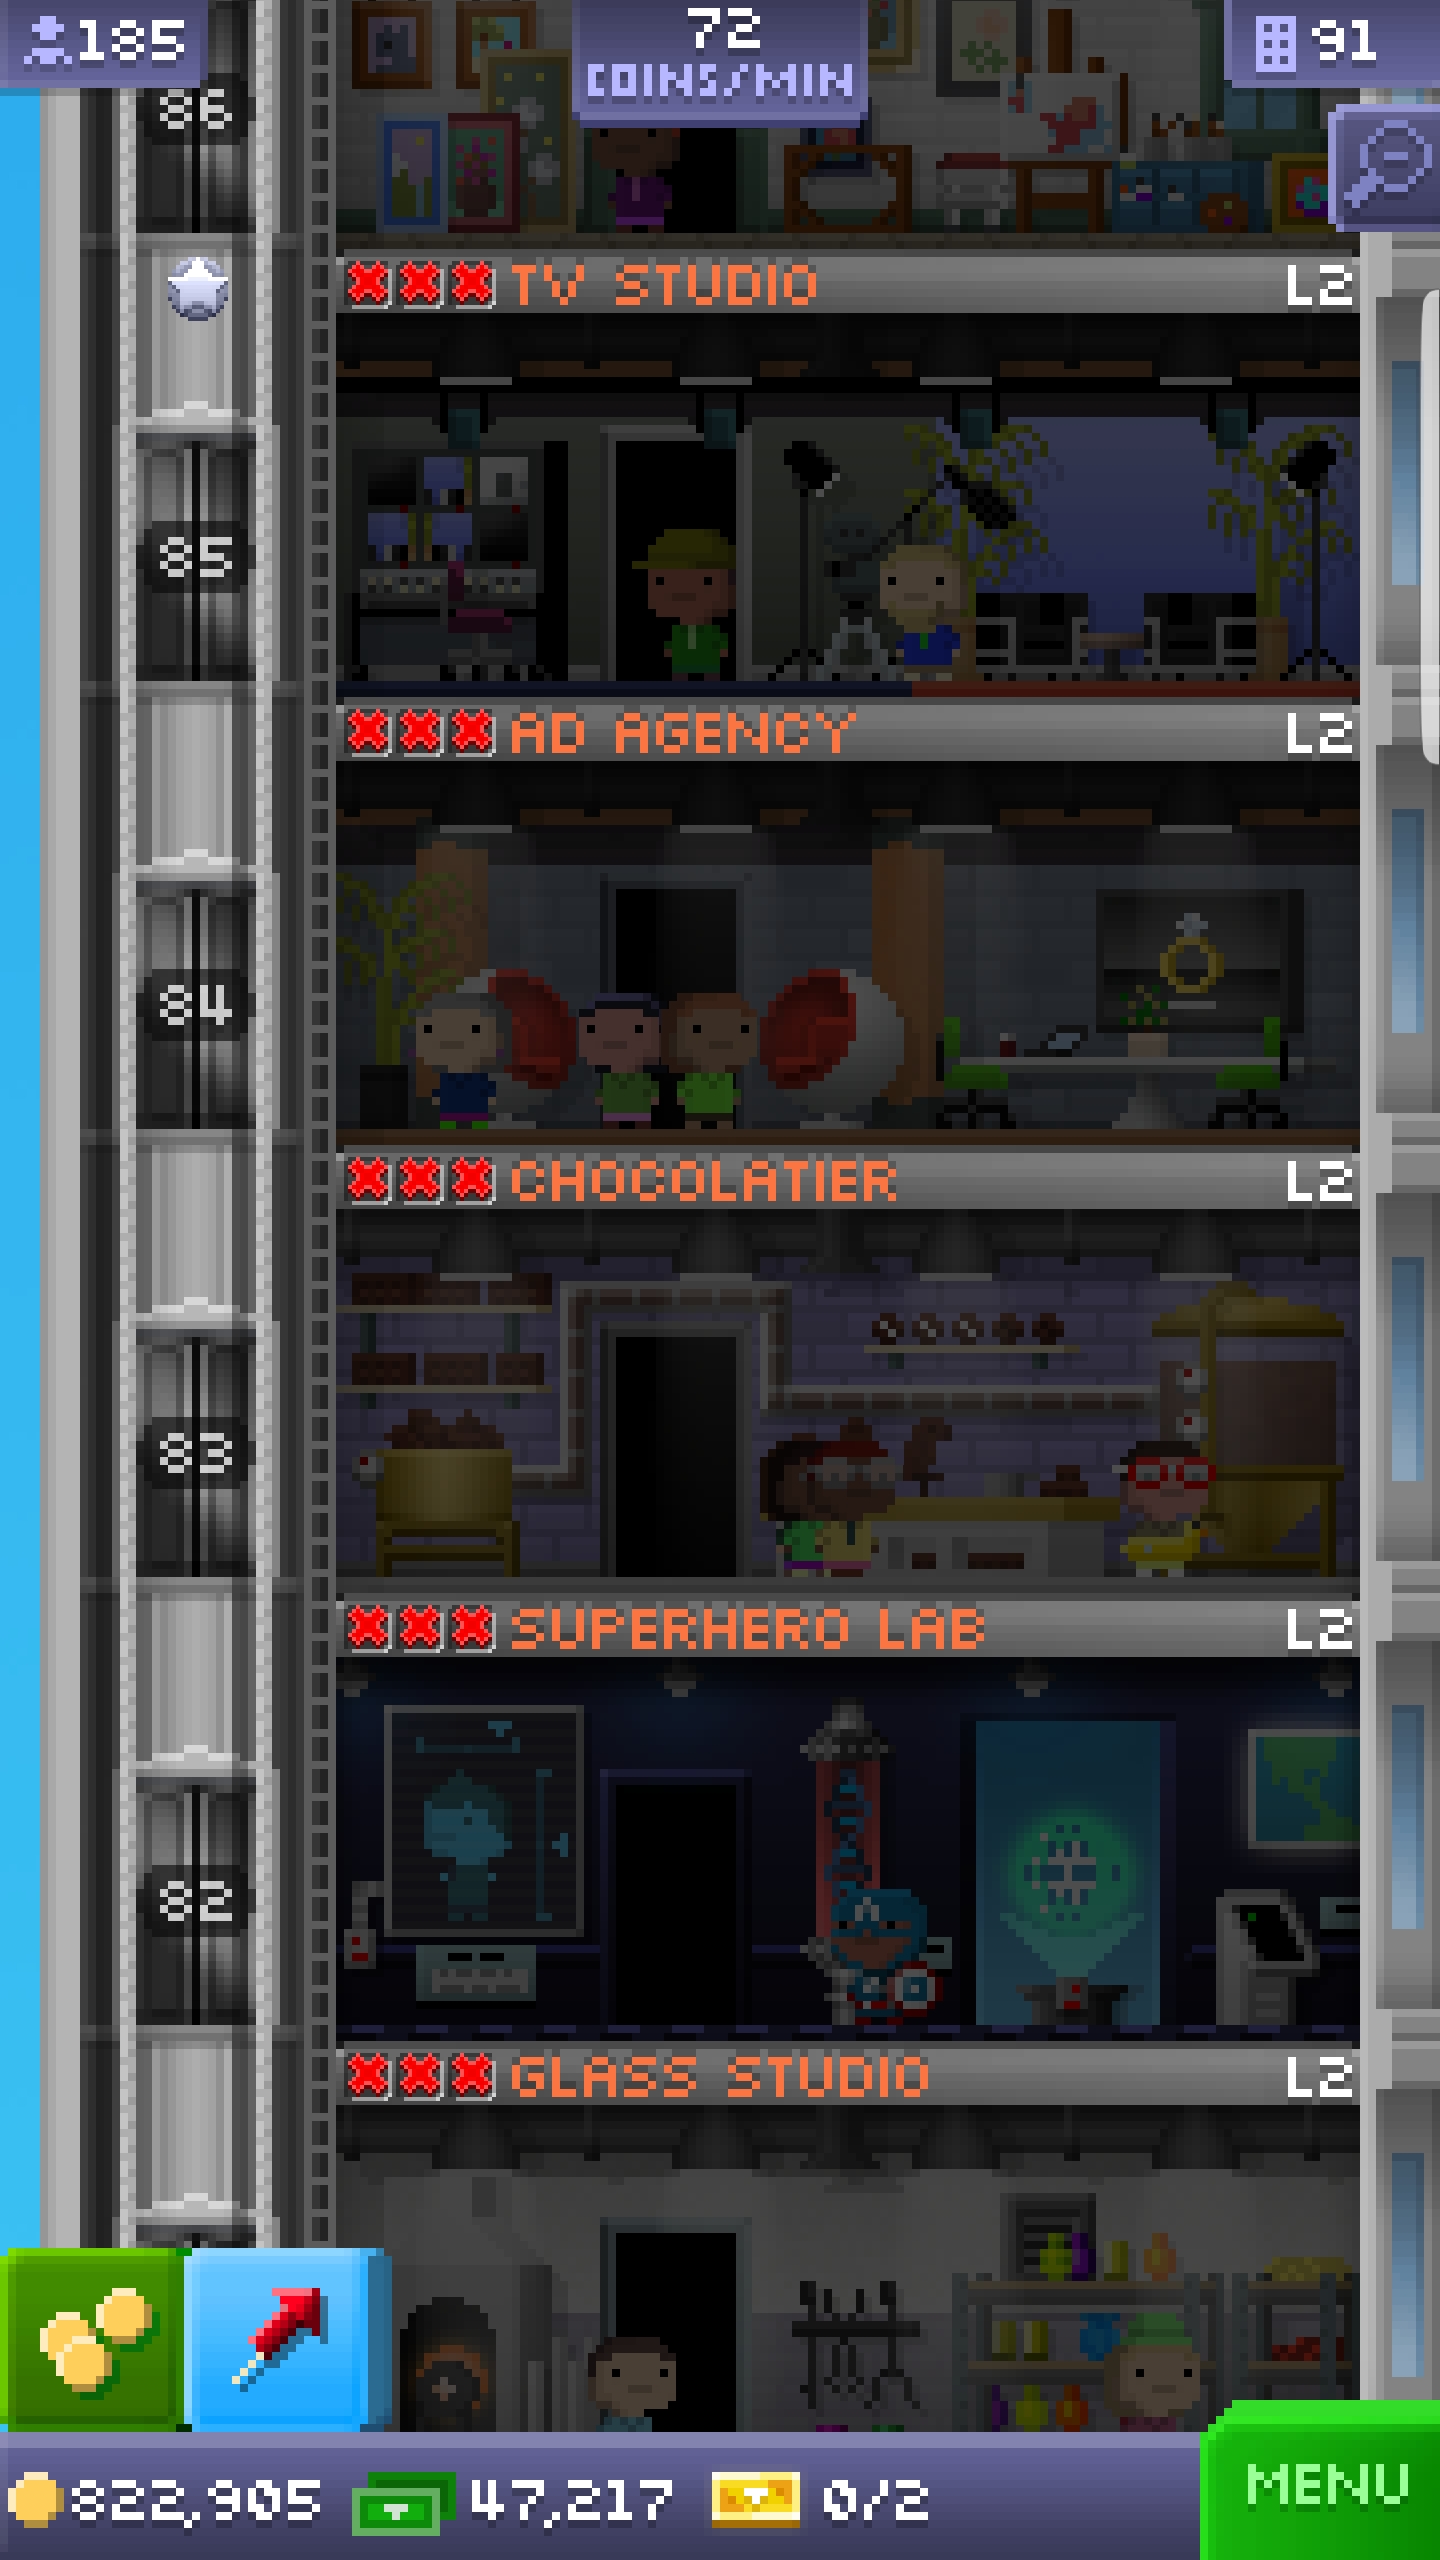 185
72
COINS/MIN
91
86
TV STUDIO L2
85
AD AGENCY L2
84
CHOCOLATIER L2
83
SUPERHERO LAB L2
82
GLASS STUDIO L2
822,905 47,217 0/2 MENU